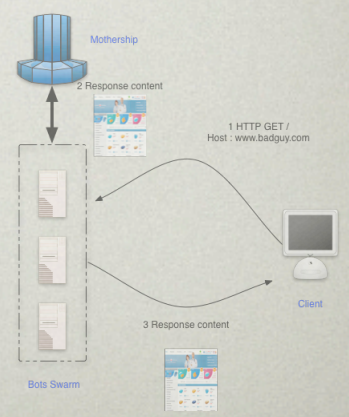 Mothership
2 Response content
1 HTTP GET /
Host : www.badguy.com
Client
3 Response content
Bots Swarm